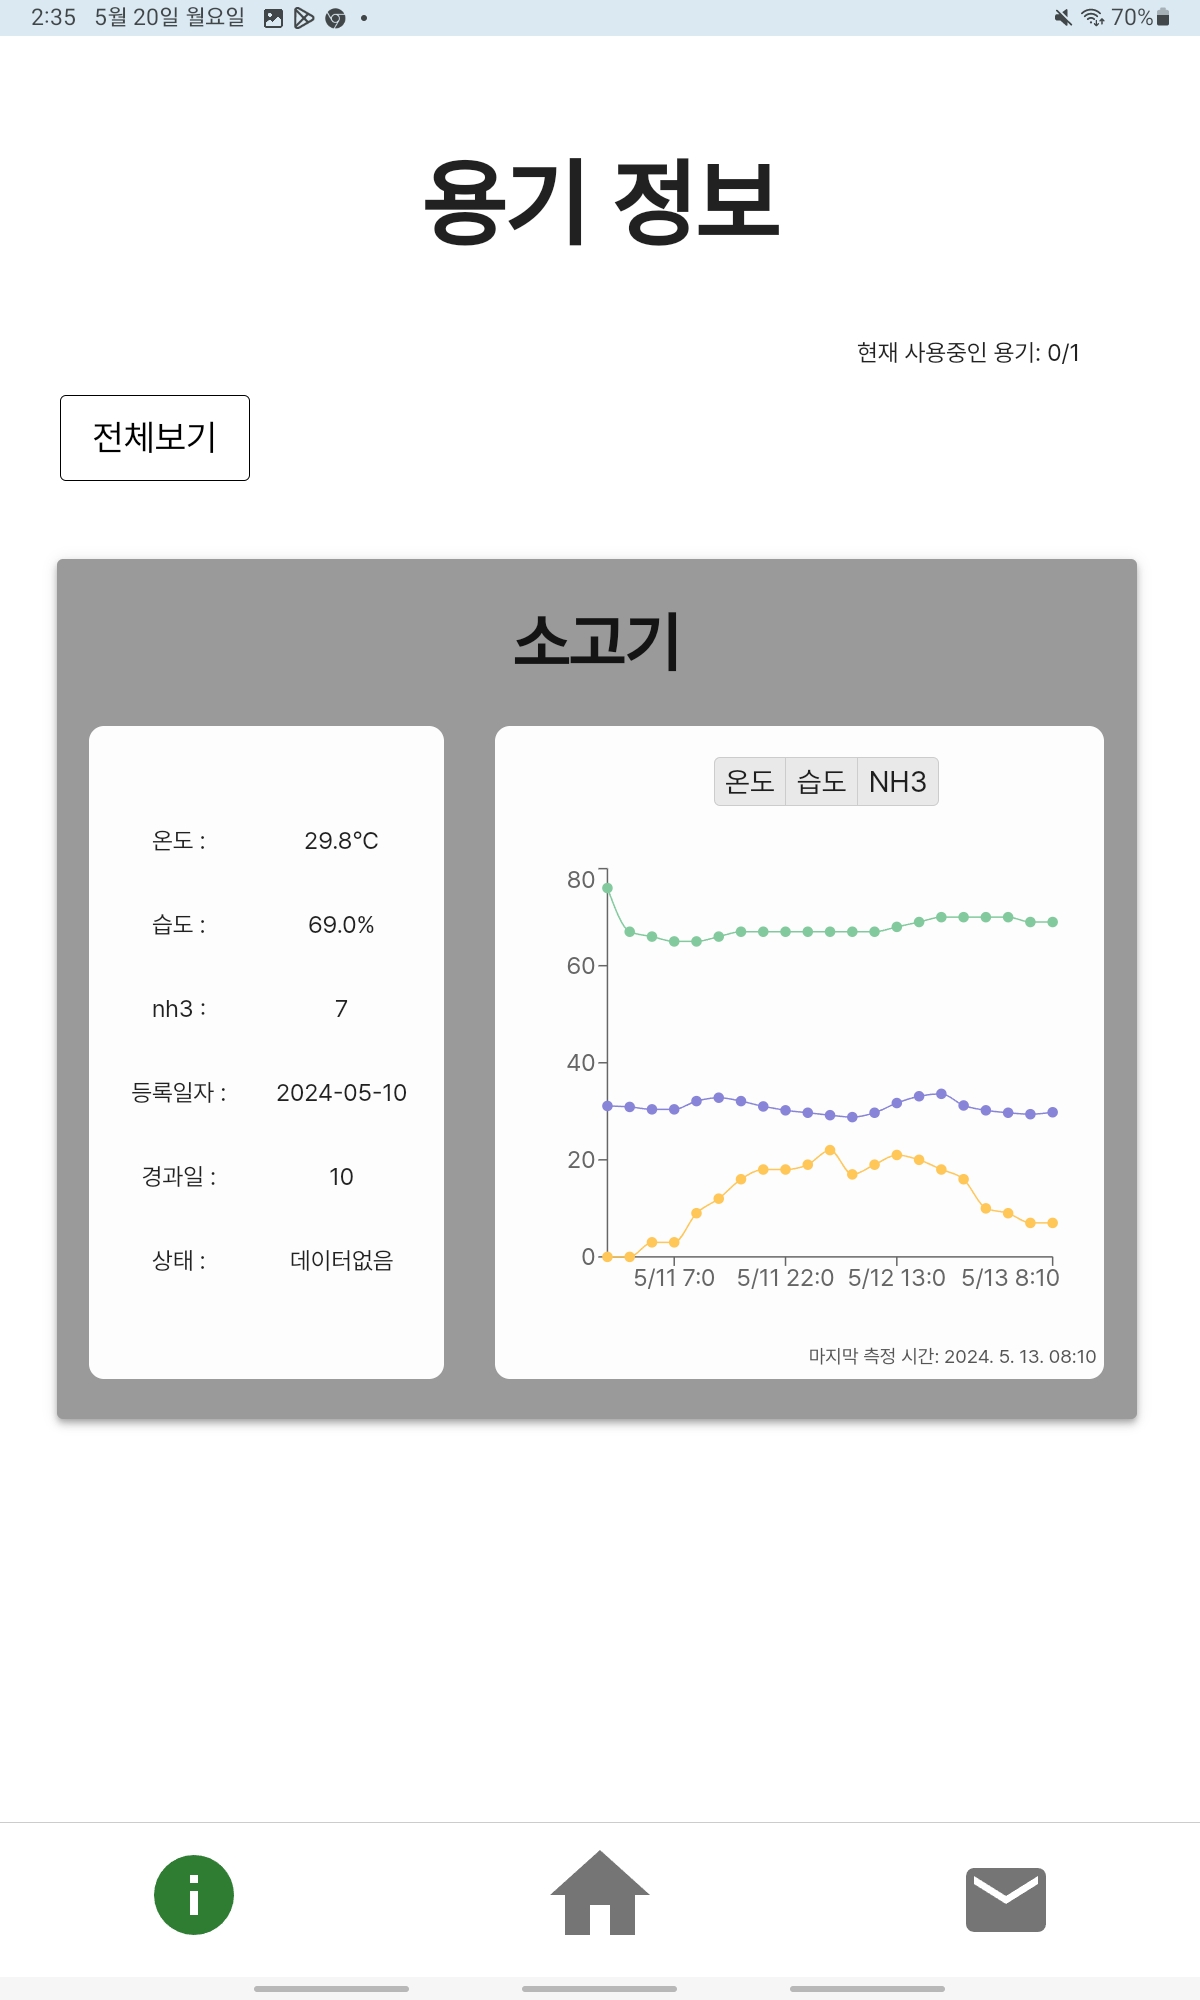 2:35 5월 20일 월요일
70%
용기 정보
현재 사용중인 용기: 0/1
전체보기
소고기
온도 : 29.8°C
습도 : 69.0%
nh3 : 7
등록일자 : 2024-05-10
경과일 : 10
상태 : 데이터없음
온도 습도 NH3
80
60
40
20
0
5/11 7:0 5/11 22:0 5/12 13:0 5/13 8:10
마지막 측정 시간: 2024. 5. 13. 08:10